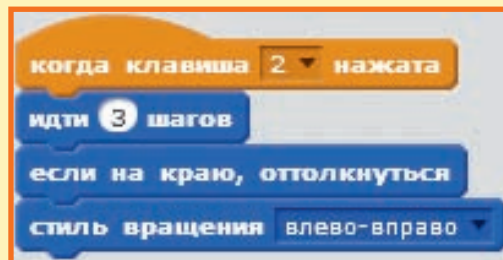 когда клавиша 2 нажата
идти 3 шагов
если на краю, оттолкнуться
стиль вращения влево-вправо